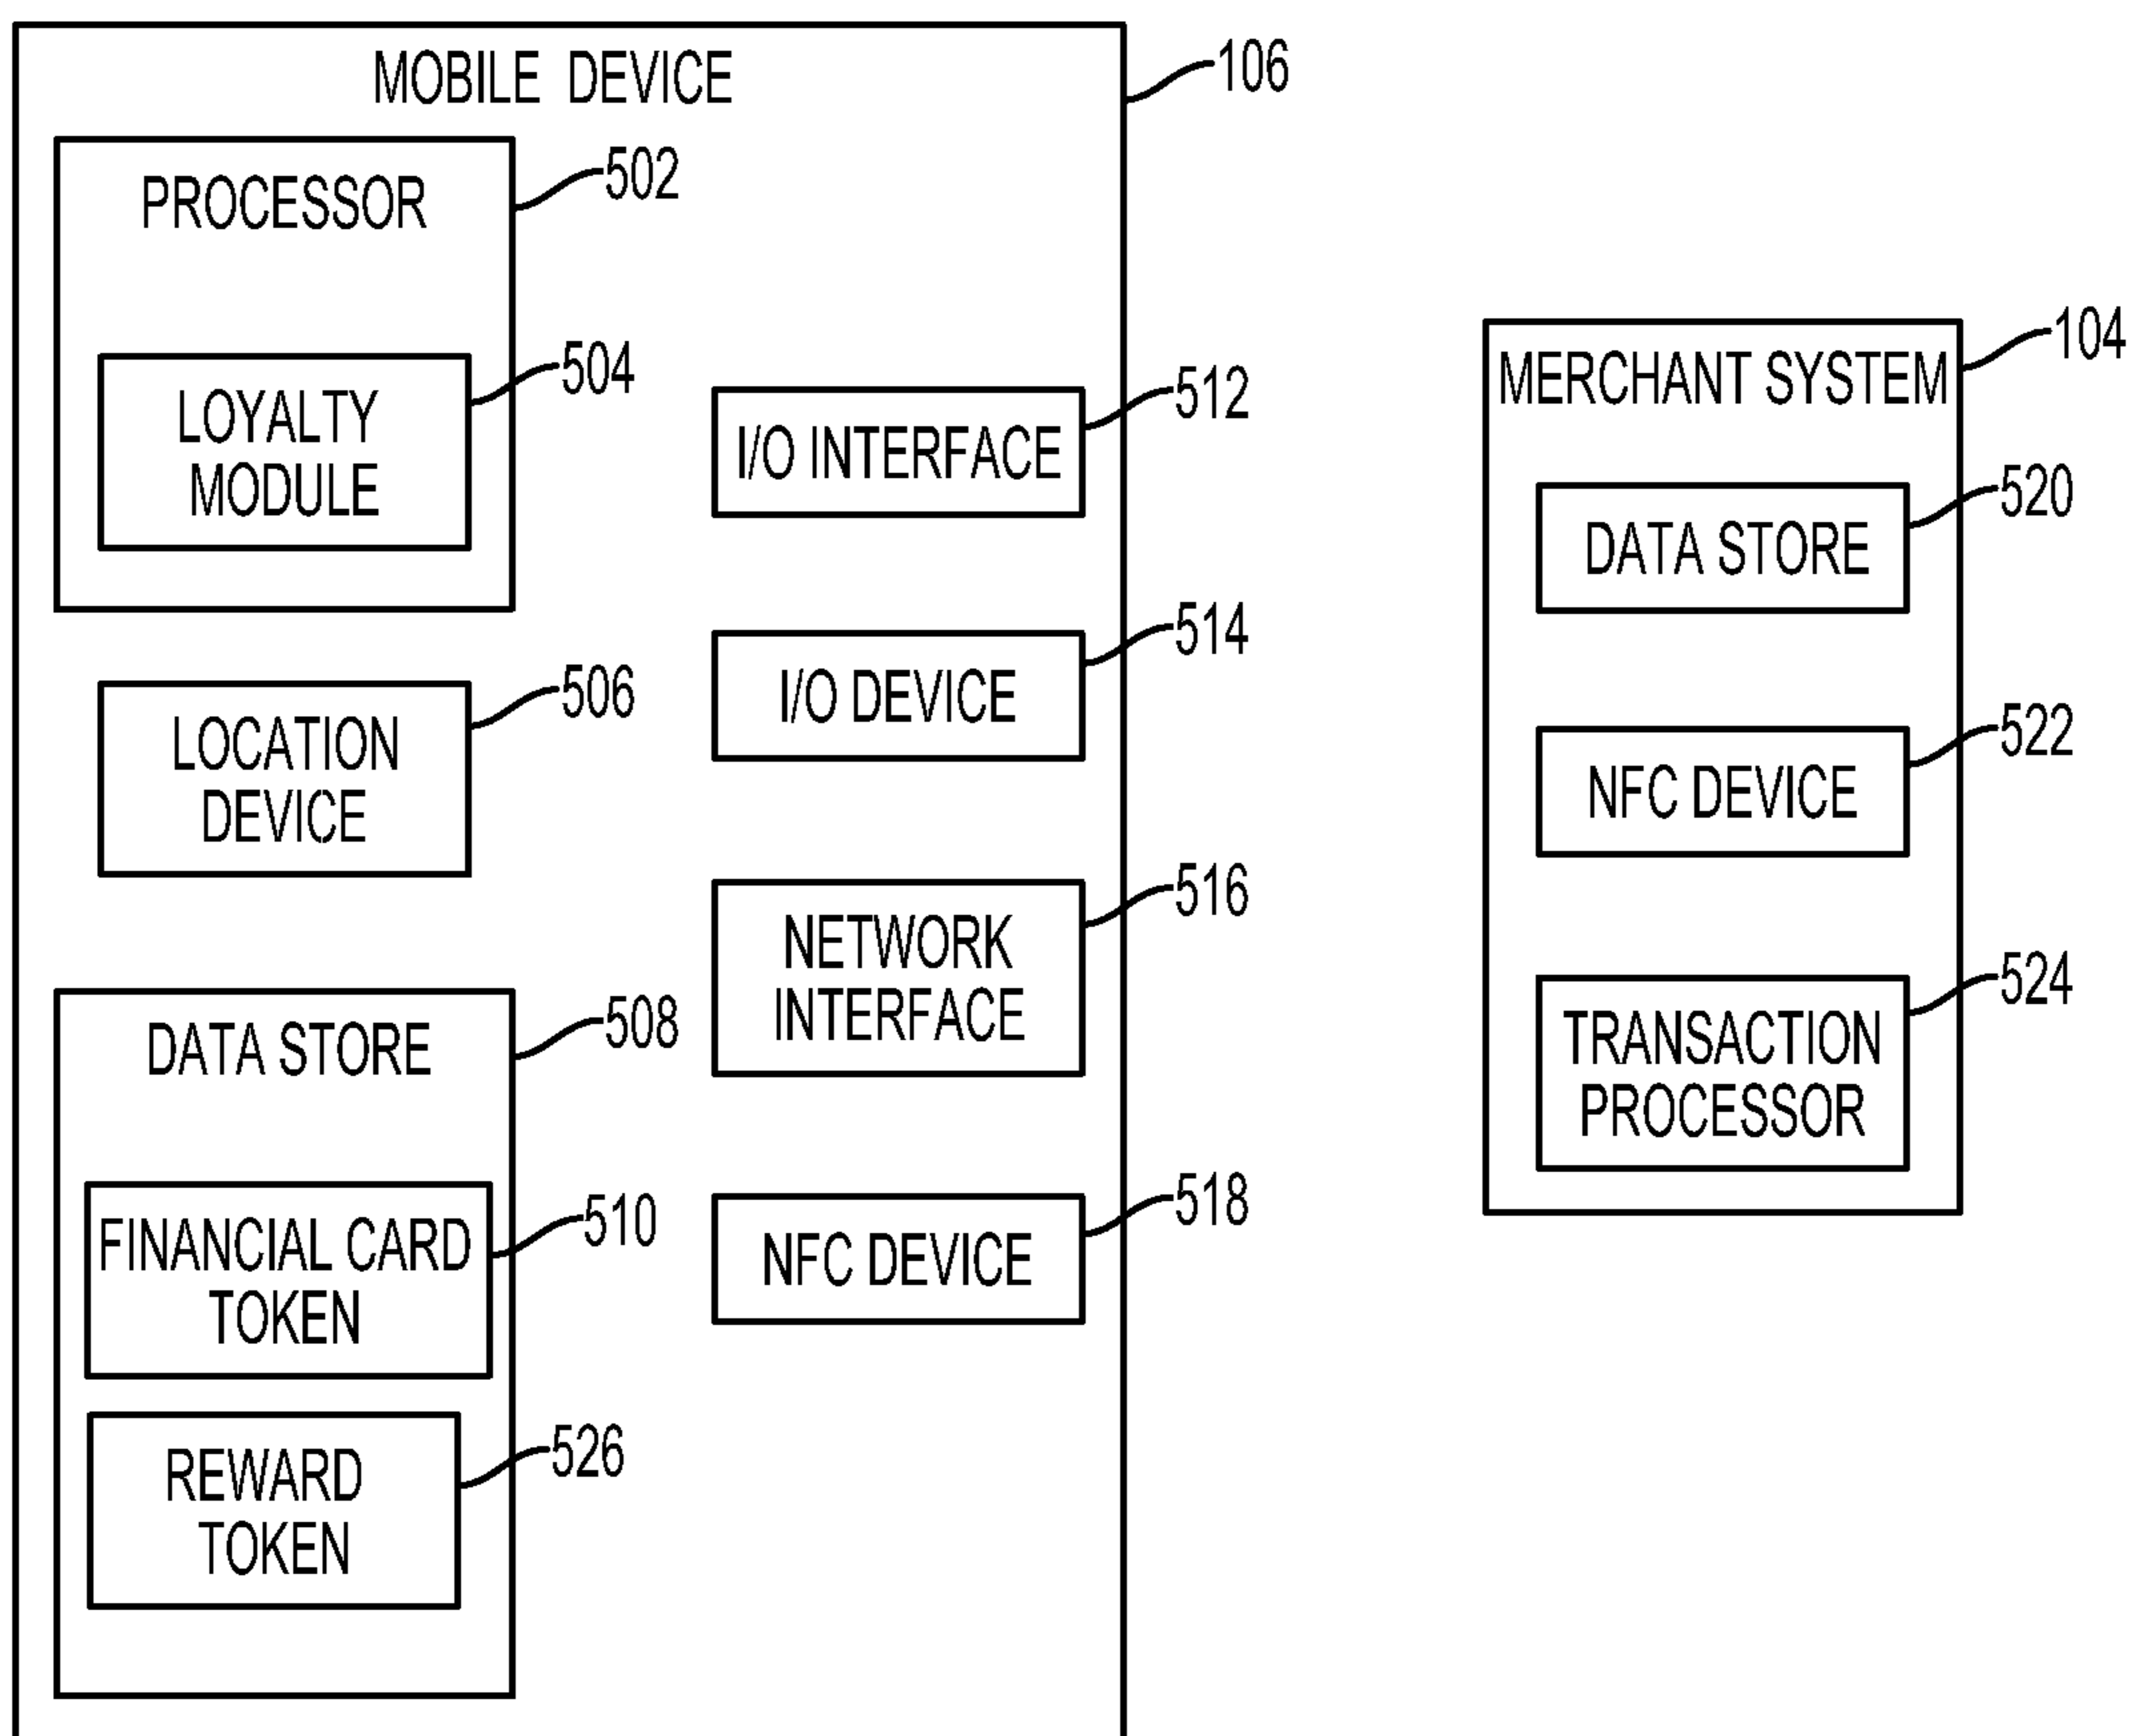 MOBILE DEVICE
106
PROCESSOR
502
LOYALTY
MODULE
504
LOCATION
DEVICE
506
DATA STORE
508
FINANCIAL CARD
TOKEN
510
REWARD
TOKEN
526
I/O INTERFACE
512
I/O DEVICE
514
NETWORK
INTERFACE
516
NFC DEVICE
518
MERCHANT SYSTEM
104
DATA STORE
520
NFC DEVICE
522
TRANSACTION
PROCESSOR
524